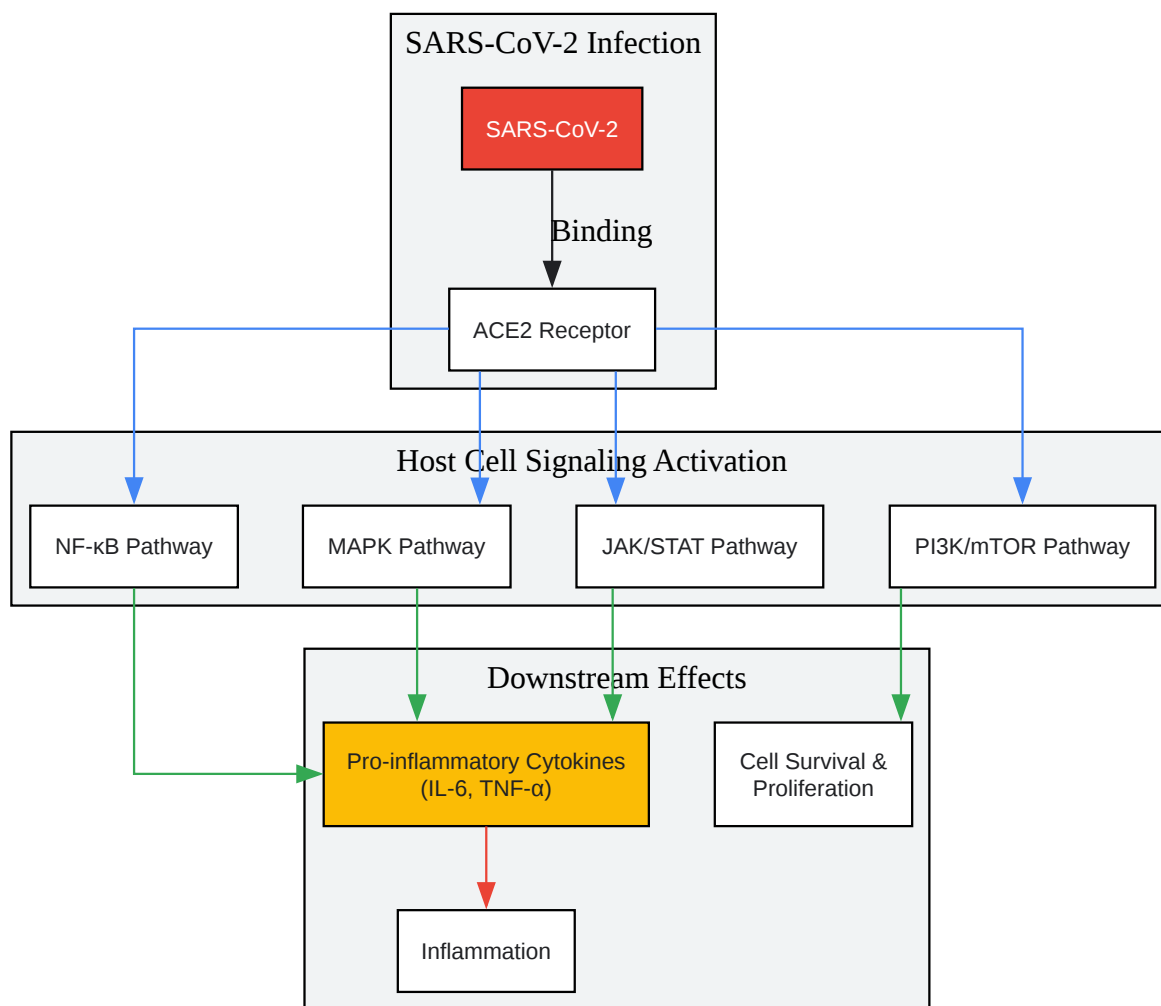 SARS-CoV-2 Infection
SARS-CoV-2
Binding
ACE2 Receptor
Host Cell Signaling Activation
NF-κB Pathway
MAPK Pathway
JAK/STAT Pathway
PI3K/mTOR Pathway
Downstream Effects
Pro-inflammatory Cytokines
(IL-6, TNF-α)
Cell Survival &
Proliferation
Inflammation